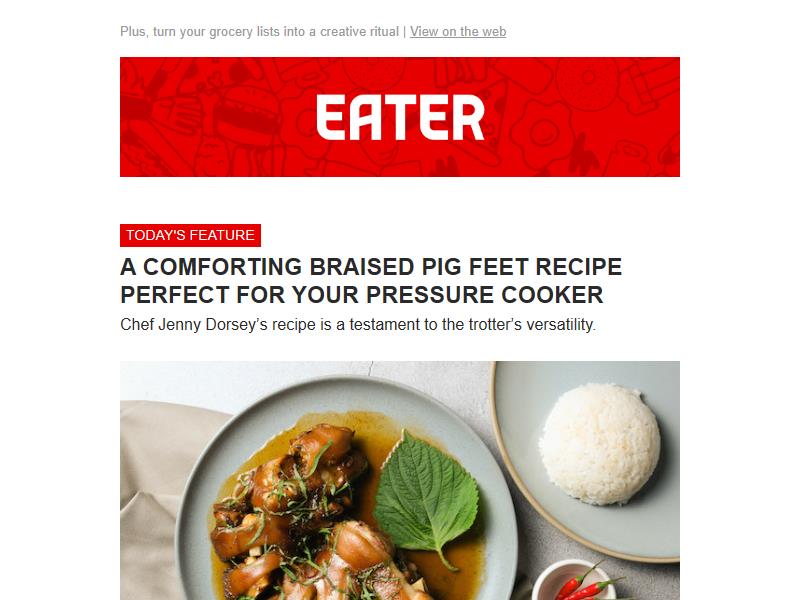 Plus, turn your grocery lists into a creative ritual | View on the web
EATER
TODAY'S FEATURE
A COMFORTING BRAISED PIG FEET RECIPE
PERFECT FOR YOUR PRESSURE COOKER
Chef Jenny Dorsey’s recipe is a testament to the trotter’s versatility.